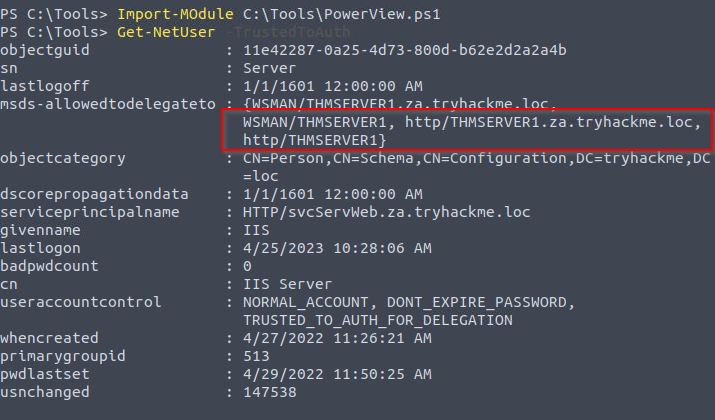 PS C:\Tools> Import-MOdule C:\Tools\PowerView.ps1
PS C:\Tools> Get-NetUser -TrustedToAuth
objectguid : 11e42287-0a25-4d73-800d-b62e2d2a2a4b
sn : Server
lastlogoff : 1/1/1601 12:00:00 AM
msds-allowedtodelegateto : {WSMAN/THMSERVER1.za.tryhackme.loc,
WSMAN/THMSERVER1, http/THMSERVER1.za.tryhackme.loc,
http/THMSERVER1}
objectcategory : CN=Person,CN=Schema,CN=Configuration,DC=tryhackme,DC
=loc
dscorepropagationdata : 1/1/1601 12:00:00 AM
serviceprincipalname : HTTP/svcServWeb.za.tryhackme.loc
givenname : IIS
lastlogon : 4/25/2023 10:28:06 AM
badpwdcount : 0
cn : IIS Server
useraccountcontrol : NORMAL_ACCOUNT, DONT_EXPIRE_PASSWORD,
TRUSTED_TO_AUTH_FOR_DELEGATION
whencreated : 4/27/2022 11:26:21 AM
primarygroupid : 513
pwdlastset : 4/29/2022 11:50:25 AM
usnchanged : 147538